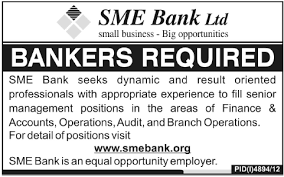 SME Bank Ltd
small business - Big opportunities
BANKERS REQUIRED
SME Bank seeks dynamic and result oriented
professionals with appropriate experience to fill senior
management positions in the areas of Finance &
Accounts, Operations, Audit, and Branch Operations.
For detail of positions visit
www.smebank.org
SME Bank is an equal opportunity employer.
PID(I)4894/12